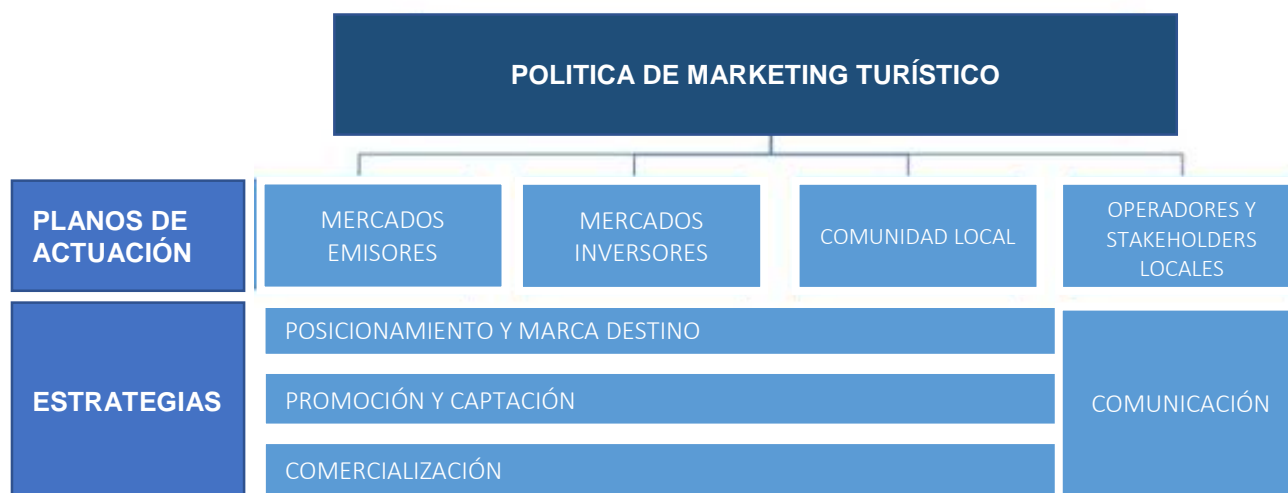 POLITICA DE MARKETING TURÍSTICO
PLANOS DE
ACTUACIÓN
MERCADOS
EMISORES
MERCADOS
INVERSORES
COMUNIDAD LOCAL
OPERADORES Y
STAKEHOLDERS
LOCALES
ESTRATEGIAS
POSICIONAMIENTO Y MARCA DESTINO
PROMOCIÓN Y CAPTACIÓN
COMERCIALIZACIÓN
COMUNICACIÓN